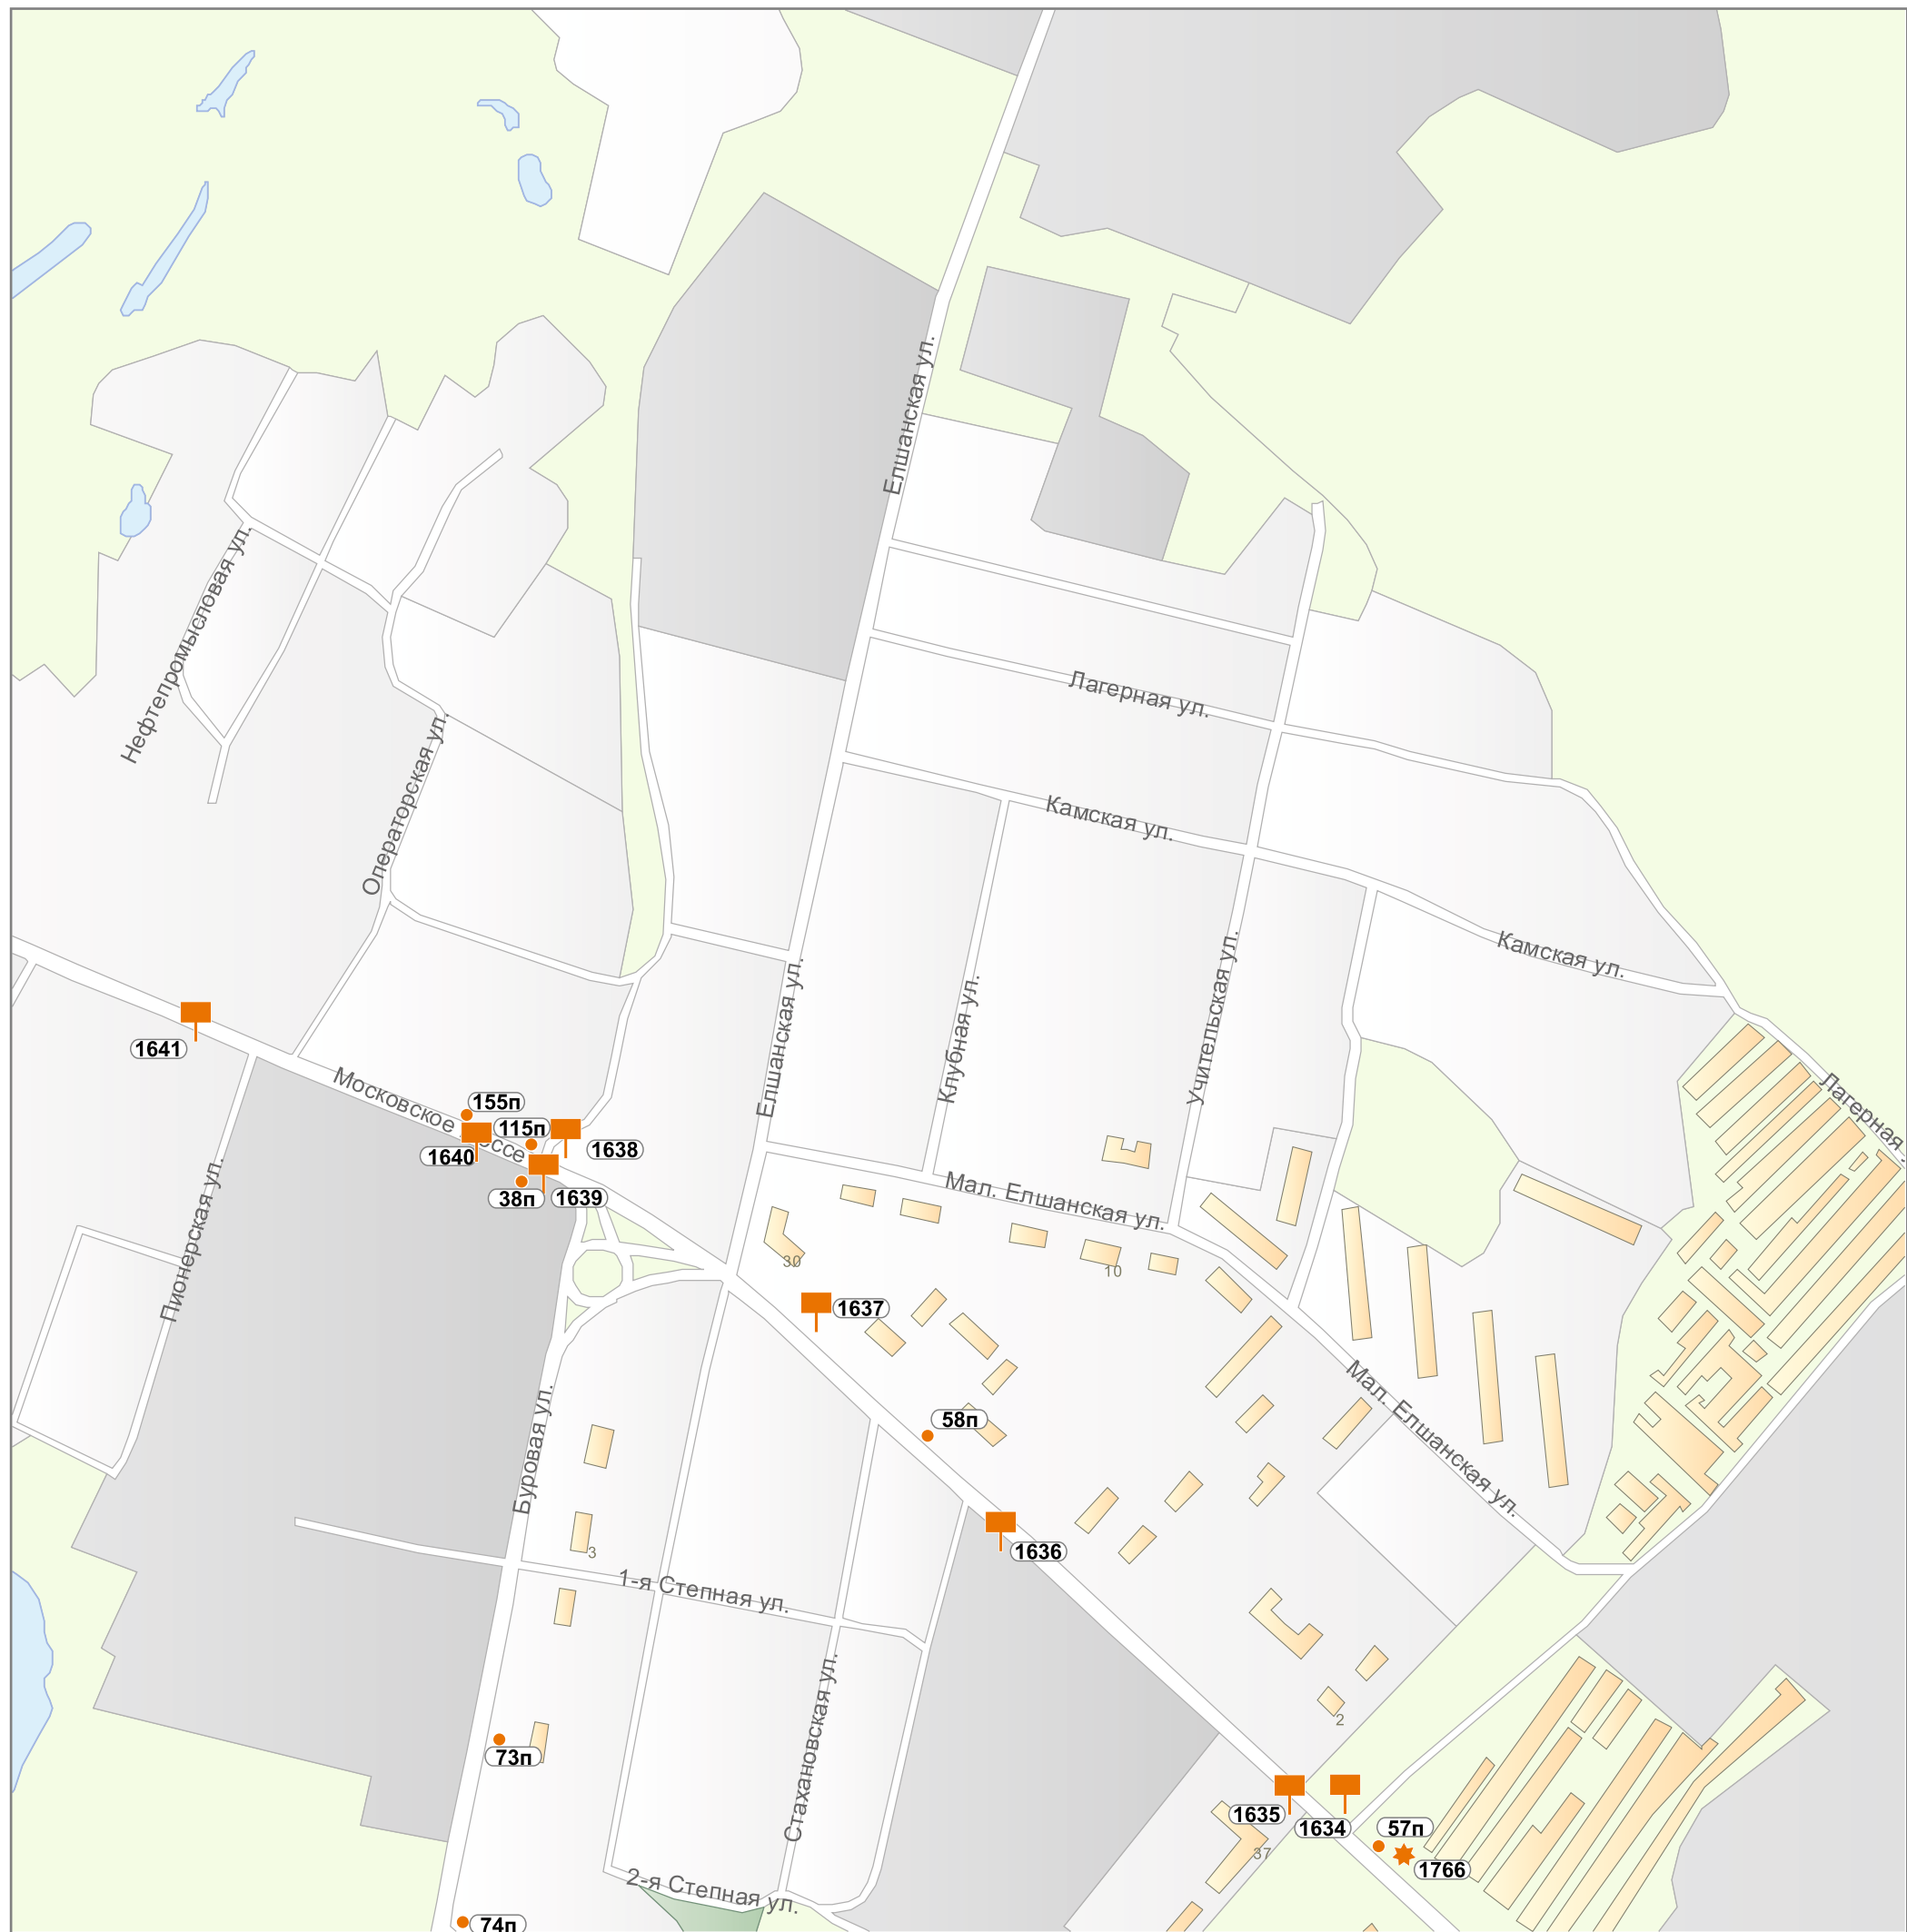 Елшанская ул.
Нефтепромысловая ул.
Лагерная ул.
Операторская ул.
Камская ул.
Камская ул.
Учительская ул.
Елшанская ул.
Клубная ул.
1641
Московское
оссе
155п
115п
1640
1638
38п
1639
Лагерная
Пионерская ул.
Мал. Елшанская ул.
30
10
1637
Буровая ул.
Мал. Елшанская ул.
58п
1636
3
1-я Степная ул.
Стахановская ул.
2
73п
1635
1634
57п
37
1766
2-я Степная ул.
74п